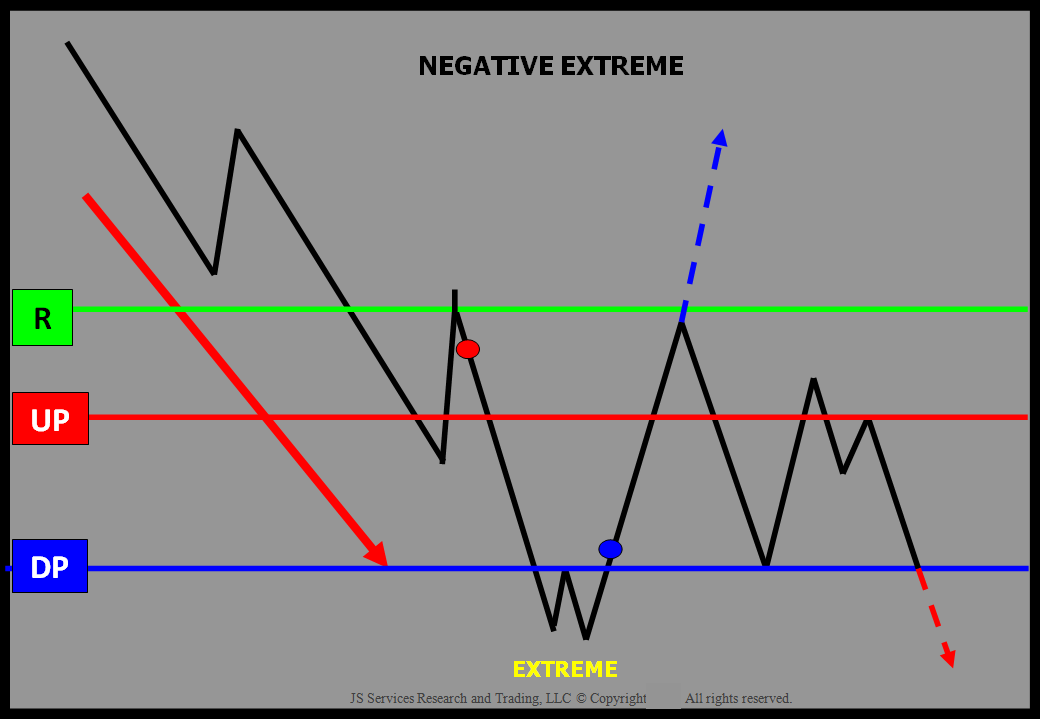 NEGATIVE EXTREME
R
UP
DP
EXTREME
JS Services Research and Trading, LLC © Copyright All rights reserved.